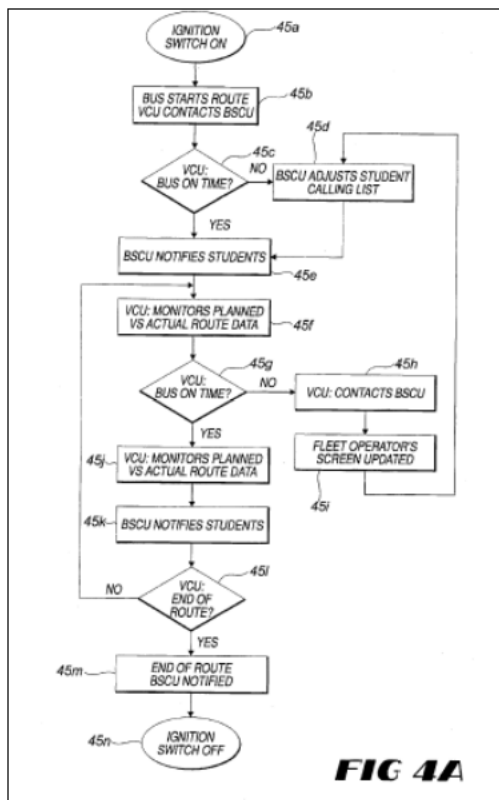 IGNITION
SWITCH ON
45a
BUS STARTS ROUTE
VCU CONTACTS BSCU
45b
VCU:
BUS ON TIME?
45c
NO
45d
BSCU ADJUSTS STUDENT
CALLING LIST
YES
BSCU NOTIFIES STUDENTS
45e
VCU: MONITORS PLANNED
VS ACTUAL ROUTE DATA
45f
VCU:
BUS ON TIME?
45g
NO
45h
VCU: CONTACTS BSCU
YES
FLEET OPERATOR'S
SCREEN UPDATED
45i
45j
VCU: MONITORS PLANNED
VS ACTUAL ROUTE DATA
45k
BSCU NOTIFIES STUDENTS
VCU:
END OF
ROUTE?
45l
NO
YES
45m
END OF ROUTE
BSCU NOTIFIED
45n
IGNITION
SWITCH OFF
FIG 4A